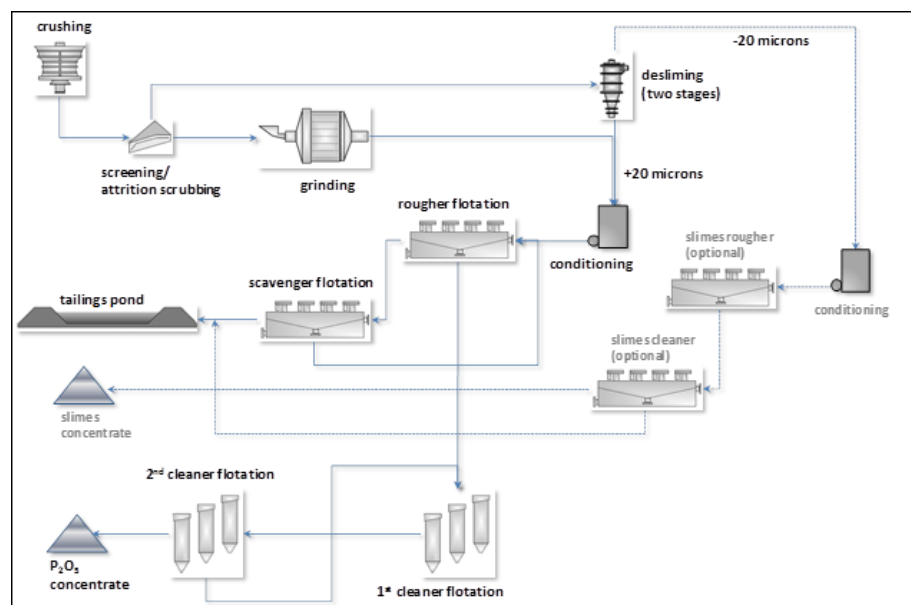 crushing
-20 microns
desliming
(two stages)
screening/
attrition scrubbing
grinding
+20 microns
rougher flotation
conditioning
slimes rougher
(optional)
conditioning
scavenger flotation
tailings pond
slimes cleaner
(optional)
slimes
concentrate
2nd cleaner flotation
P₂O₅
concentrate
1st cleaner flotation